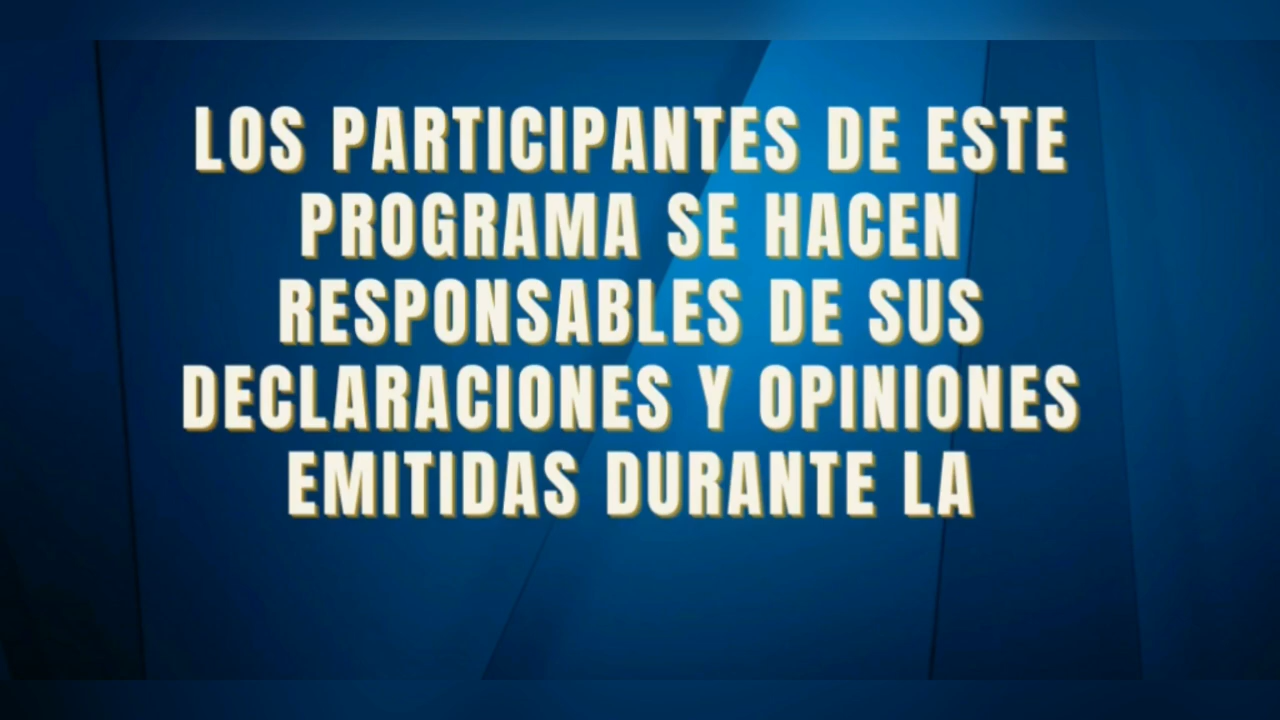 LOS PARTICIPANTES DE ESTE
PROGRAMA SE HACEN
RESPONSABLES DE SUS
DECLARACIONES Y OPINIONES
EMITIDAS DURANTE LA